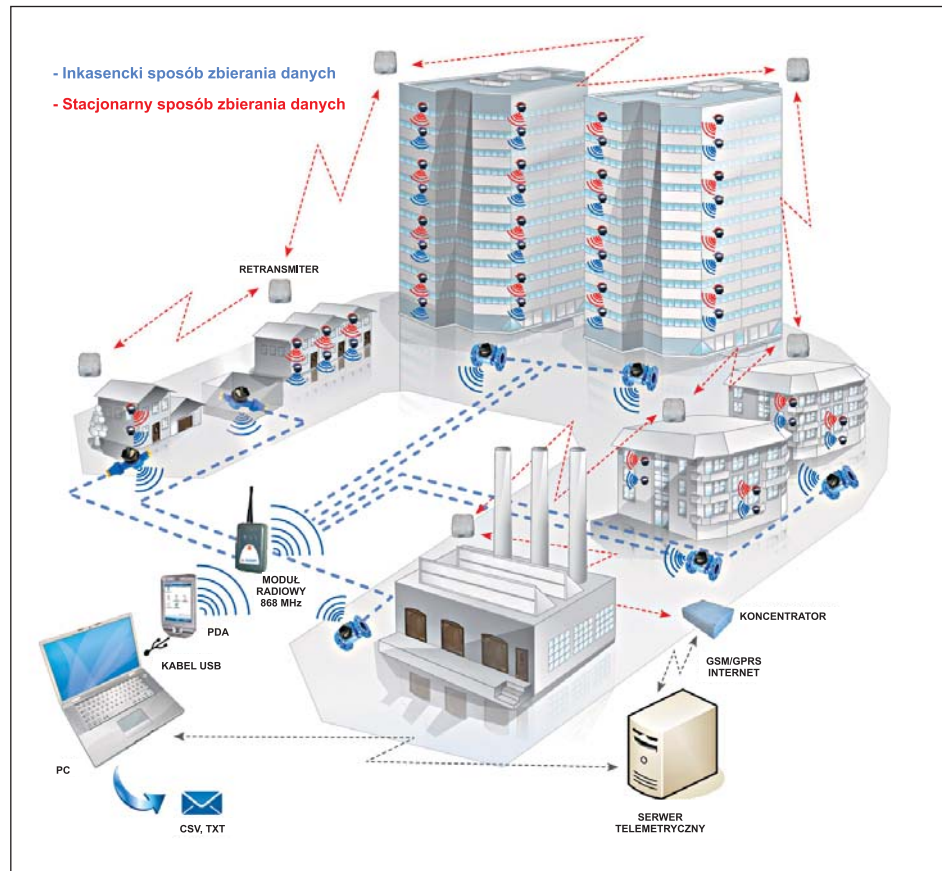 - Inkasencki sposób zbierania danych
- Stacjonarny sposób zbierania danych
RETRANSMITER
MODUŁ
RADIOWY
868 MHz
PDA
KABEL USB
KONCENTRATOR
GSM/GPRS
INTERNET
PC
CSV, TXT
SERWER
TELEMETRYCZNY